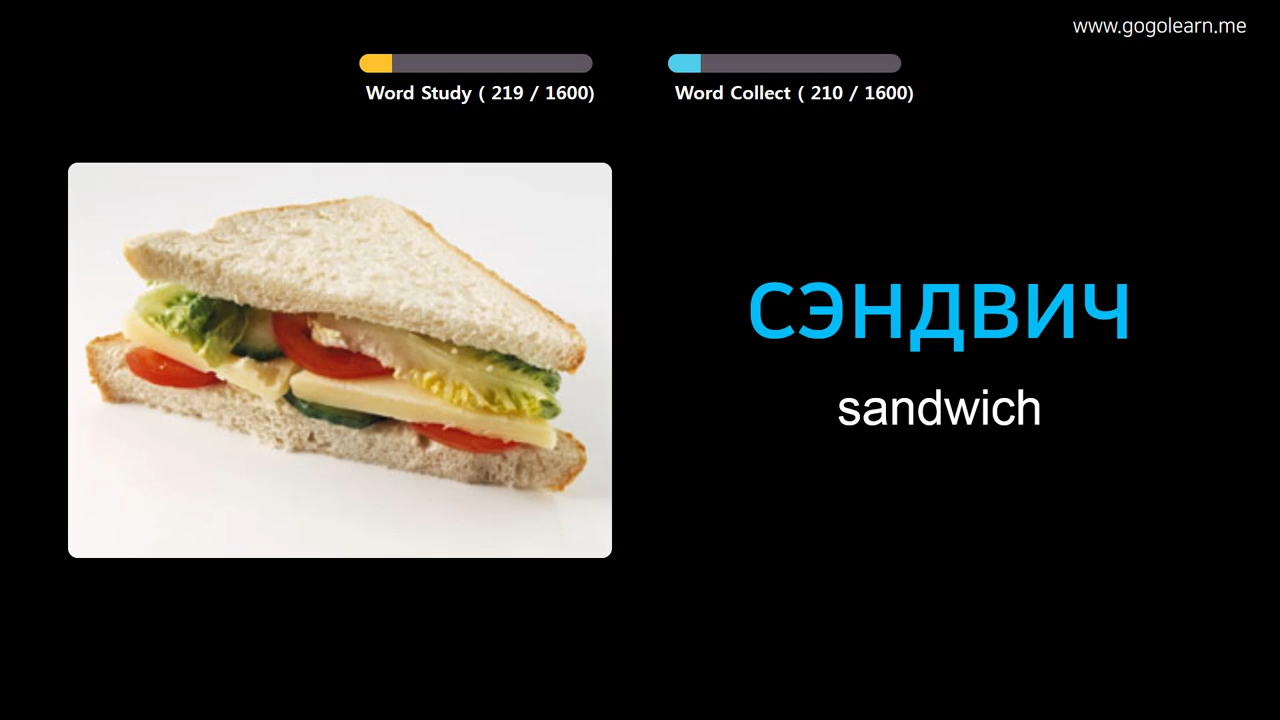 www.gogolearn.me
Word Study ( 219 / 1600)
Word Collect ( 210 / 1600)
сэндвич
sandwich